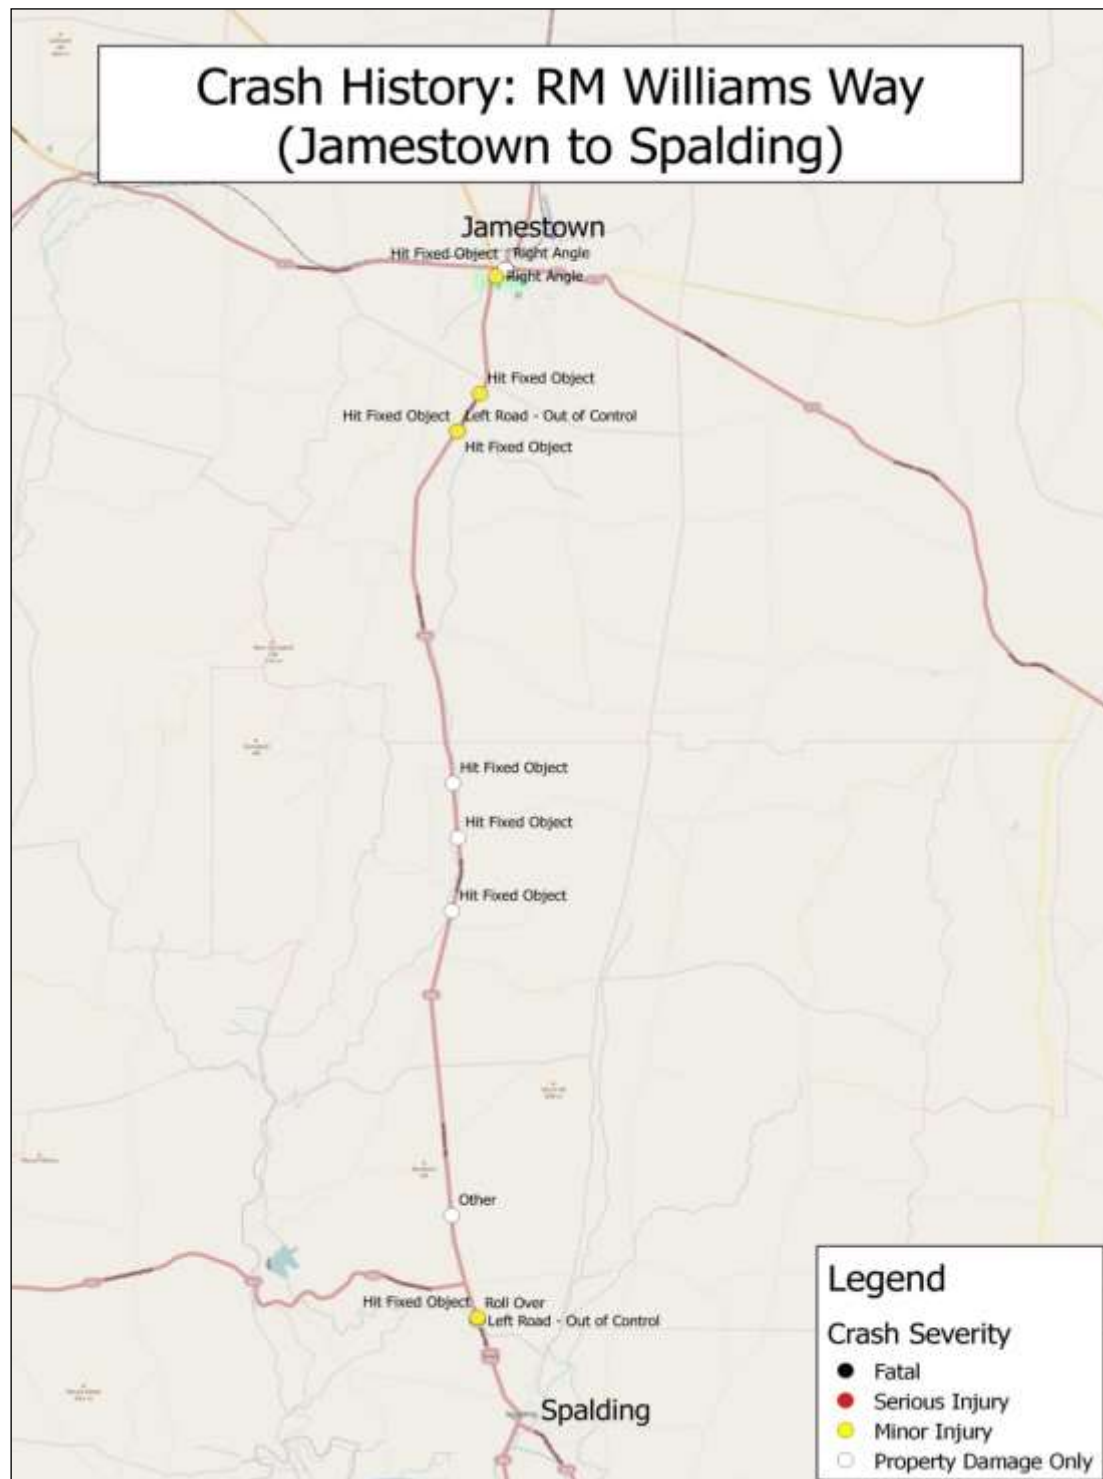 Crash History: RM Williams Way
(Jamestown to Spalding)
Jamestown
Hit Fixed Object
Right Angle
Right Angle
Hit Fixed Object
Hit Fixed Object
Left Road - Out of Control
Hit Fixed Object
Hit Fixed Object
Hit Fixed Object
Hit Fixed Object
Other
Hit Fixed Object
Roll Over
Left Road - Out of Control
Spalding
Legend
Crash Severity
Fatal
Serious Injury
Minor Injury
Property Damage Only